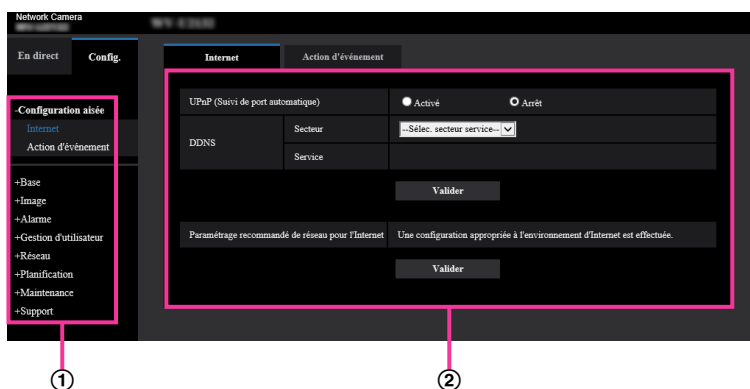 Network Camera
En direct
Config.
-Configuration aisée
Internet
Action d'événement
+Base
+Image
+Alarme
+Gestion d'utilisateur
+Réseau
+Planification
+Maintenance
+Support
Internet
Action d'événement
UPnP (Suivi de port automatique)
Activé
Arrêt
DDNS
Secteur
--Sélec. secteur service--
Service
Valider
Paramétrage recommandé de réseau pour l'Internet
Une configuration appropriée à l'environnement d'Internet est effectuée.
Valider
①
②